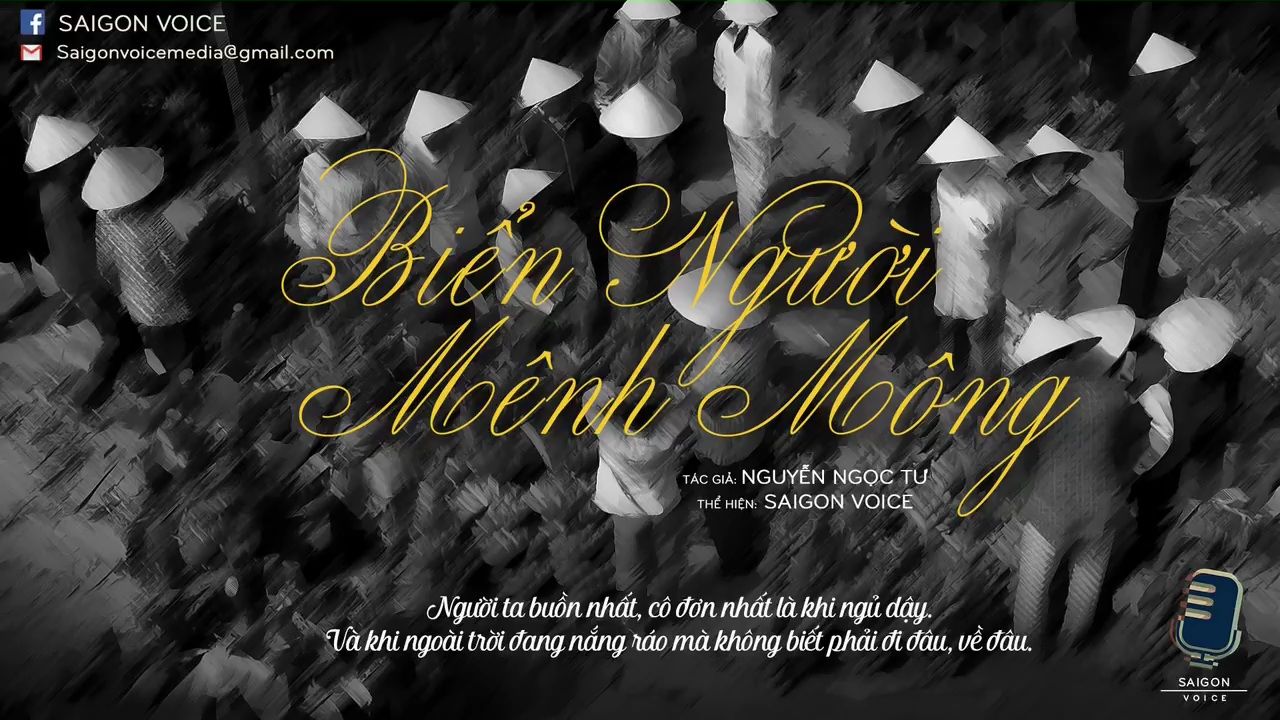 SAIGON VOICE
Saigonvoicemedia@gmail.com
Biển Người
Mênh Mông
TÁC GIẢ: NGUYỄN NGỌC TƯ
THỂ HIỆN: SAIGON VOICE
Người ta buồn nhất, cô đơn nhất là khi ngủ dậy.
Và khi ngoài trời đang nắng ráo mà không biết phải đi đâu, về đâu.
SAIGON
VOICE